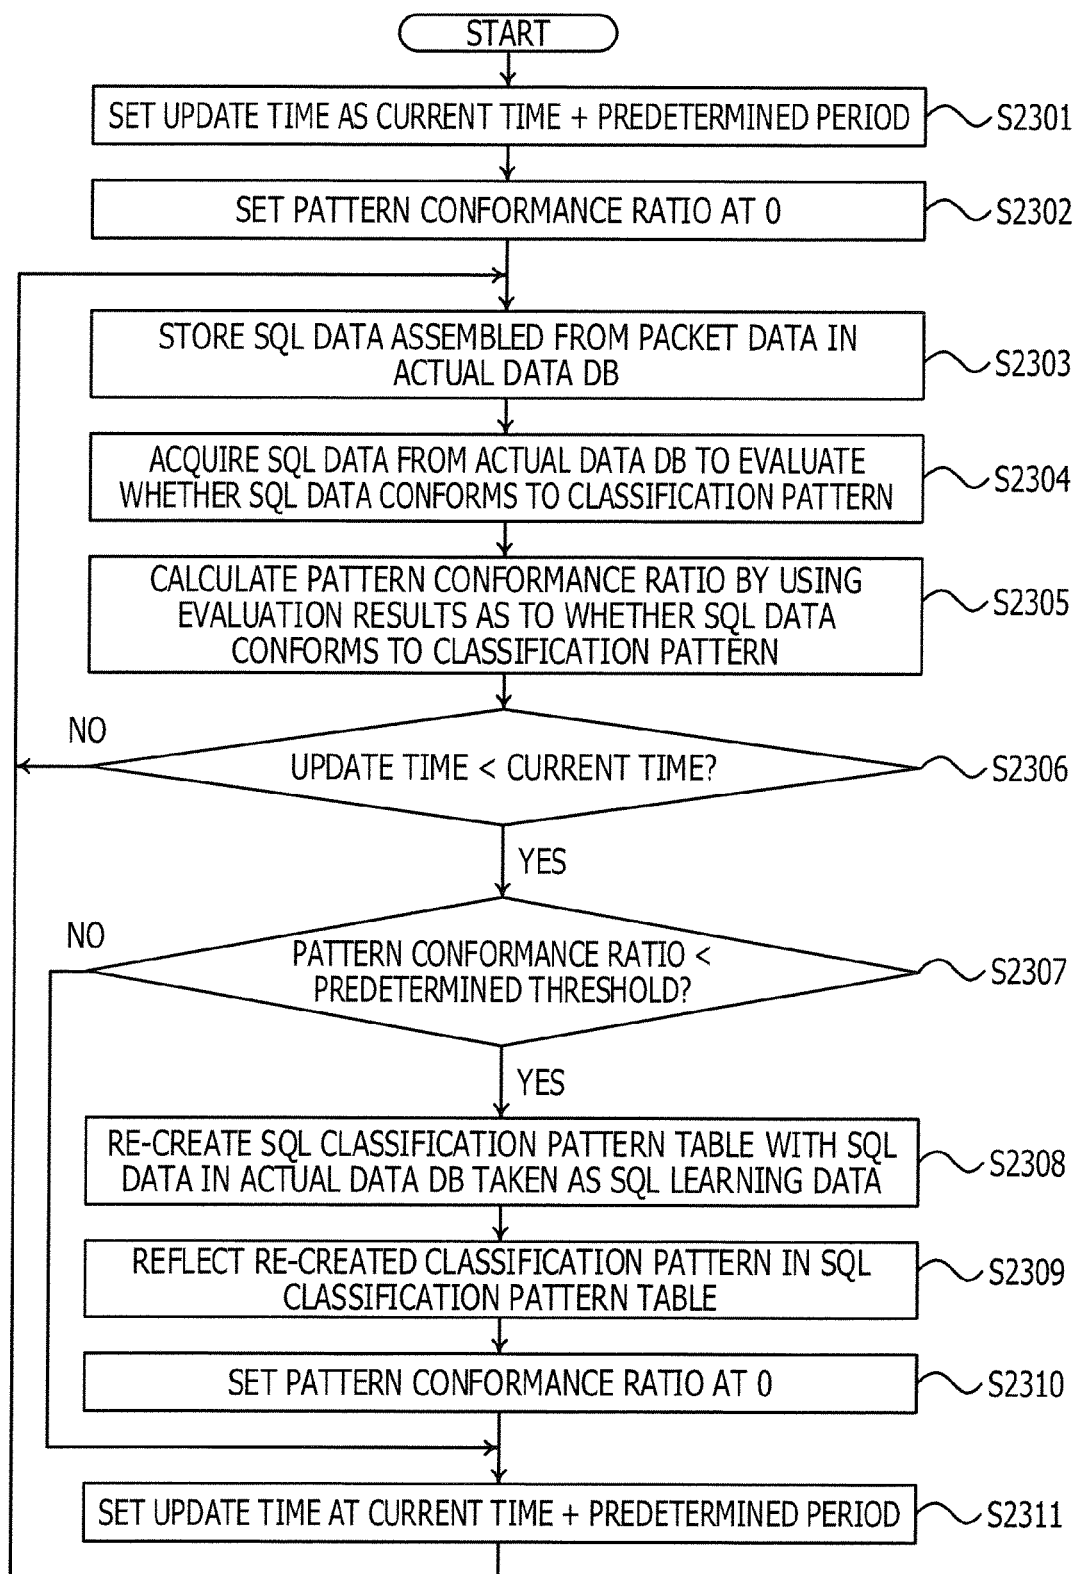 START
SET UPDATE TIME AS CURRENT TIME + PREDETERMINED PERIOD
S2301
SET PATTERN CONFORMANCE RATIO AT 0
S2302
STORE SQL DATA ASSEMBLED FROM PACKET DATA IN
ACTUAL DATA DB
S2303
ACQUIRE SQL DATA FROM ACTUAL DATA DB TO EVALUATE
WHETHER SQL DATA CONFORMS TO CLASSIFICATION PATTERN
S2304
CALCULATE PATTERN CONFORMANCE RATIO BY USING
EVALUATION RESULTS AS TO WHETHER SQL DATA
CONFORMS TO CLASSIFICATION PATTERN
S2305
NO
UPDATE TIME < CURRENT TIME?
S2306
YES
NO
PATTERN CONFORMANCE RATIO <
PREDETERMINED THRESHOLD?
S2307
YES
RE-CREATE SQL CLASSIFICATION PATTERN TABLE WITH SQL
DATA IN ACTUAL DATA DB TAKEN AS SQL LEARNING DATA
S2308
REFLECT RE-CREATED CLASSIFICATION PATTERN IN SQL
CLASSIFICATION PATTERN TABLE
S2309
SET PATTERN CONFORMANCE RATIO AT 0
S2310
SET UPDATE TIME AT CURRENT TIME + PREDETERMINED PERIOD
S2311